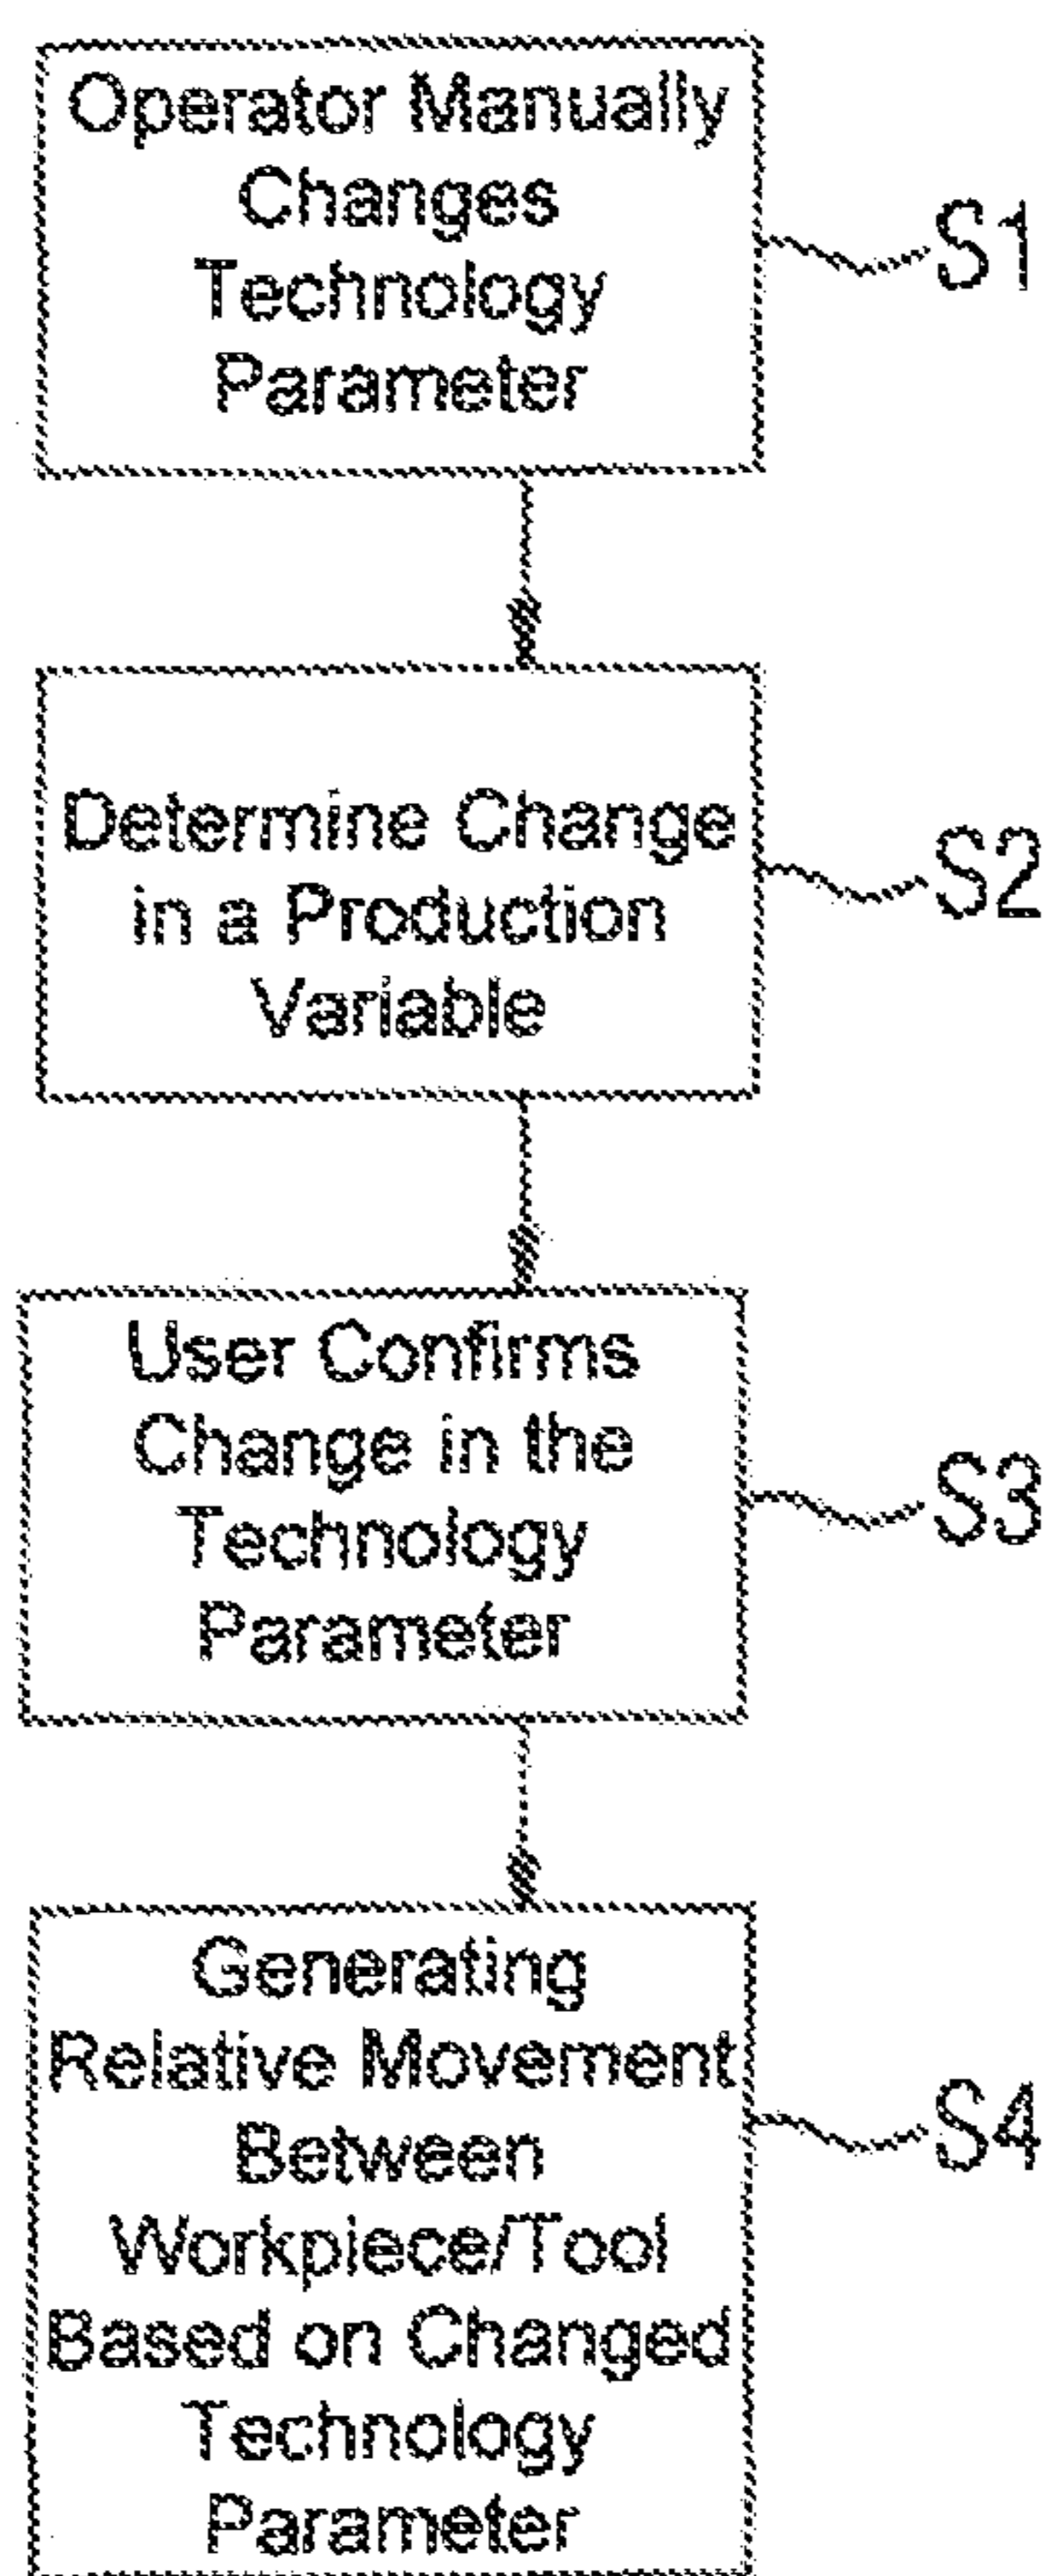 Operator Manually
Changes
Technology
Parameter
S1
Determine Change
in a Production
Variable
S2
User Confirms
Change in the
Technology
Parameter
S3
Generating
Relative Movement
Between
Workpiece/Tool
Based on Changed
Technology
Parameter
S4